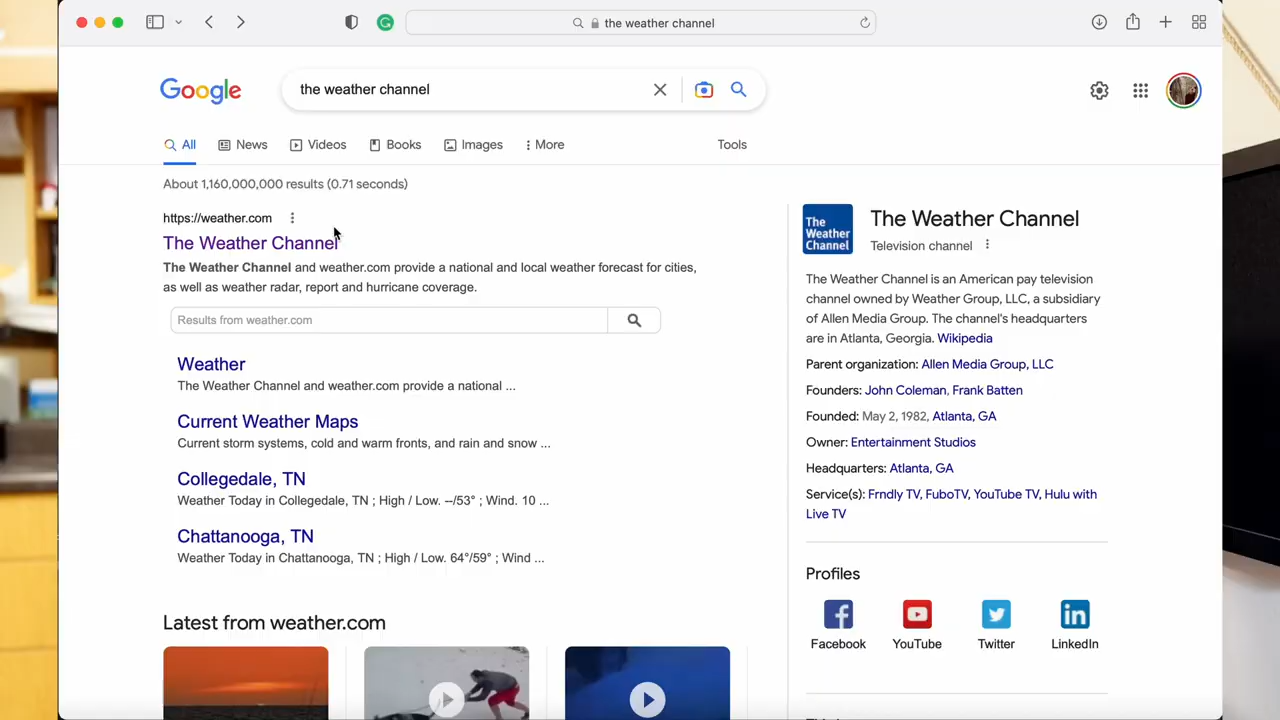 the weather channel
Google
the weather channel
All
News
Videos
Books
Images
More
Tools
About 1,160,000,000 results (0.71 seconds)
https://weather.com
The Weather Channel
The Weather Channel and weather.com provide a national and local weather forecast for cities,
as well as weather radar, report and hurricane coverage.
Results from weather.com
Weather
The Weather Channel and weather.com provide a national ...
Current Weather Maps
Current storm systems, cold and warm fronts, and rain and snow ...
Collegedale, TN
Weather Today in Collegedale, TN ; High / Low. --/53° ; Wind. 10 ...
Chattanooga, TN
Weather Today in Chattanooga, TN ; High / Low. 64°/59° ; Wind ...
Latest from weather.com
The
Weather
Channel
The Weather Channel
Television channel
The Weather Channel is an American pay television
channel owned by Weather Group, LLC, a subsidiary
of Allen Media Group. The channel's headquarters
are in Atlanta, Georgia. Wikipedia
Parent organization: Allen Media Group, LLC
Founders: John Coleman, Frank Batten
Founded: May 2, 1982, Atlanta, GA
Owner: Entertainment Studios
Headquarters: Atlanta, GA
Service(s): Frndly TV, FuboTV, YouTube TV, Hulu with
Live TV
Profiles
Facebook
YouTube
Twitter
LinkedIn